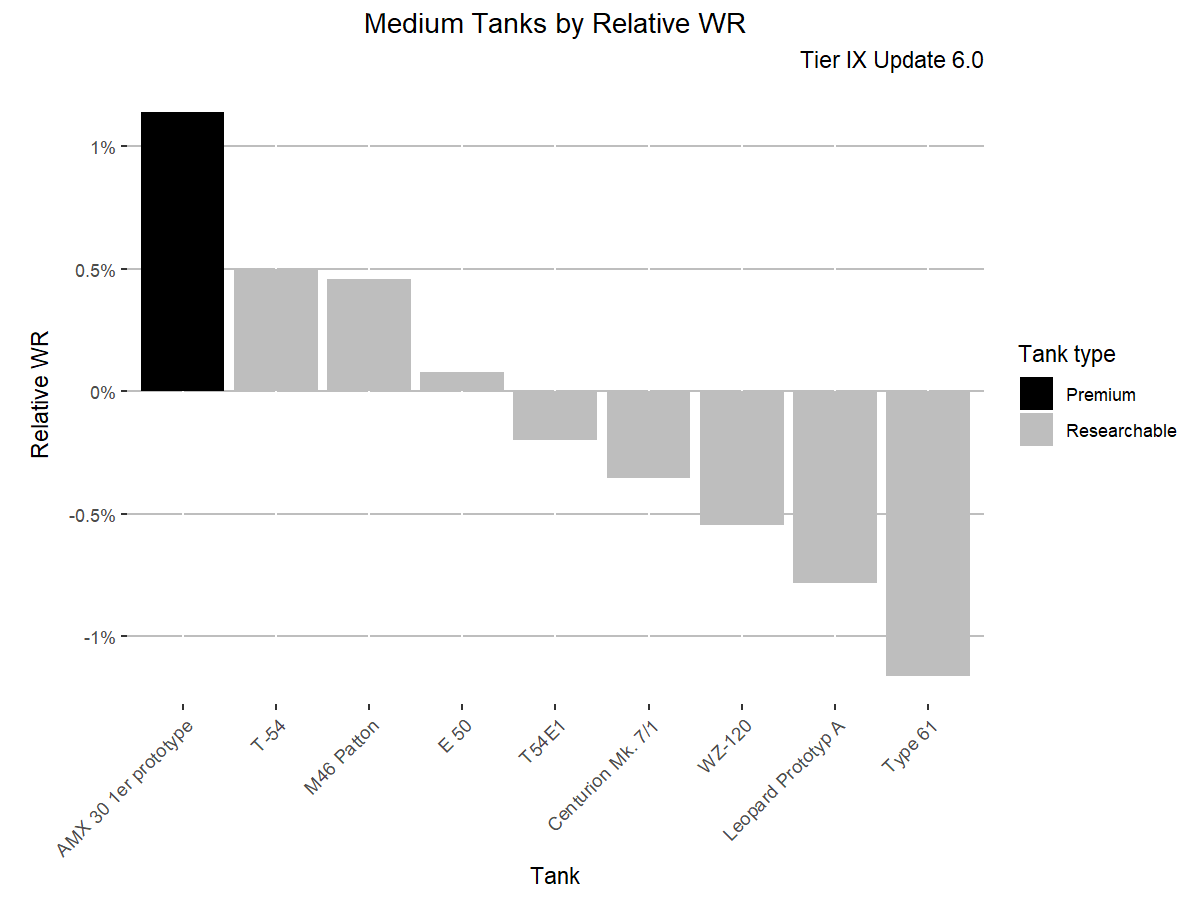 Medium Tanks by Relative WR
Tier IX Update 6.0
Relative WR
1%
0.5%
0%
-0.5%
-1%
AMX 30 1er prototype
T-54
M46 Patton
E 50
T54E1
Centurion Mk. 7/1
WZ-120
Leopard Prototyp A
Type 61
Tank
Tank type
Premium
Researchable